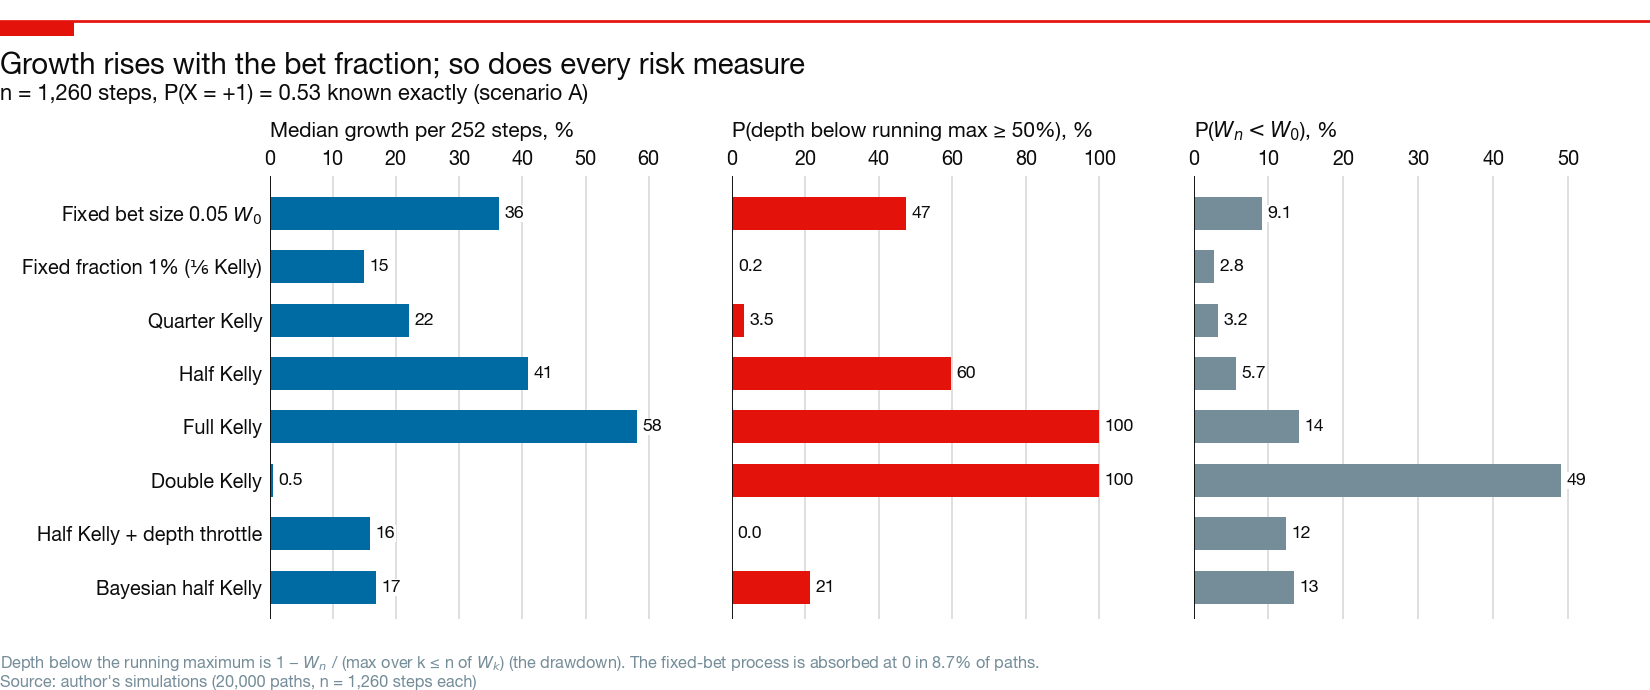 Growth rises with the bet fraction; so does every risk measure
n = 1,260 steps, P(X = +1) = 0.53 known exactly (scenario A)
Median growth per 252 steps, %
0 10 20 30 40 50 60
P(depth below running max ≥ 50%), %
0 20 40 60 80 100
P(Wn < W0), %
0 10 20 30 40 50
Fixed bet size 0.05 W0 36 47 9.1
Fixed fraction 1% (⅙ Kelly) 15 0.2 2.8
Quarter Kelly 22 3.5 3.2
Half Kelly 41 60 5.7
Full Kelly 58 100 14
Double Kelly 0.5 100 49
Half Kelly + depth throttle 16 0.0 12
Bayesian half Kelly 17 21 13
Depth below the running maximum is 1 – Wn / (max over k ≤ n of Wk) (the drawdown). The fixed-bet process is absorbed at 0 in 8.7% of paths.
Source: author's simulations (20,000 paths, n = 1,260 steps each)